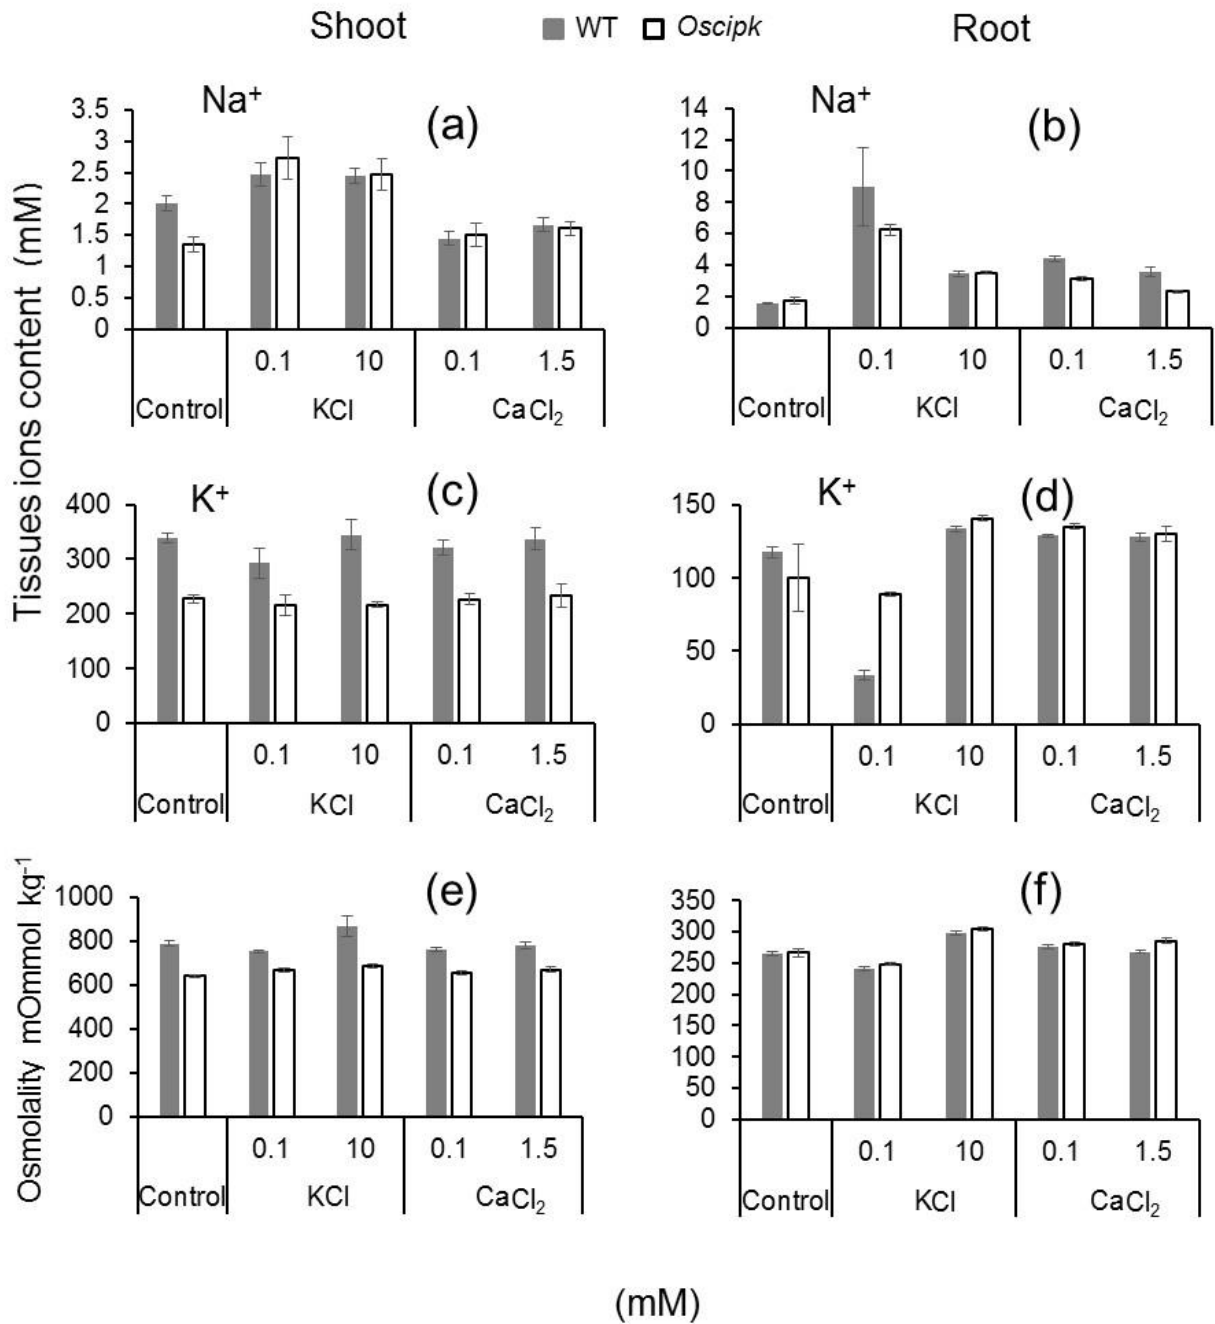 Shoot WT Oscipk Root
Tissues ions content (mM)
Na⁺ (a)
3.5
3
2.5
2
1.5
1
0.5
0
0.1 10 0.1 1.5
Control KCl CaCl₂
Na⁺ (b)
14
12
10
8
6
4
2
0
0.1 10 0.1 1.5
Control KCl CaCl₂
K⁺ (c)
400
300
200
100
0
0.1 10 0.1 1.5
Control KCl CaCl₂
K⁺ (d)
150
100
50
0
0.1 10 0.1 1.5
Control KCl CaCl₂
Osmolality mOmmol kg⁻¹
(e)
1000
800
600
400
200
0
0.1 10 0.1 1.5
Control KCl CaCl₂
(f)
350
300
250
200
150
100
50
0
0.1 10 0.1 1.5
Control KCl CaCl₂
(mM)